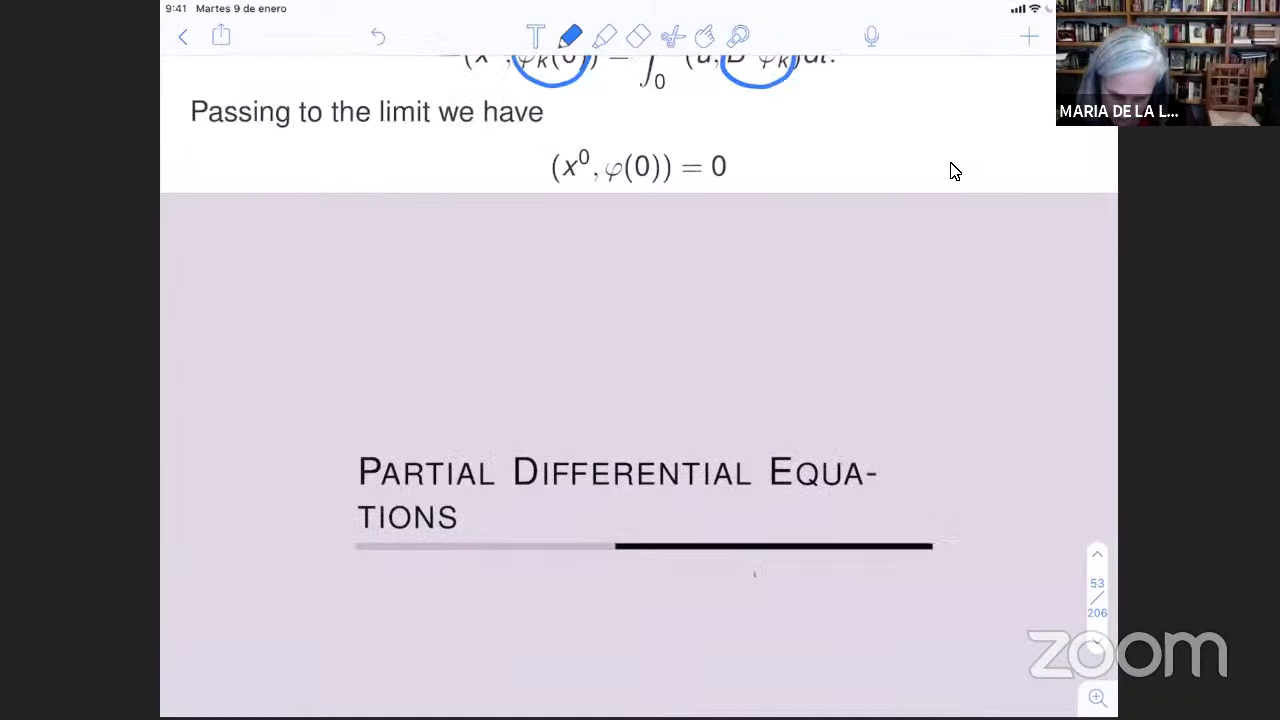 9:41 Martes 9 de enero
Passing to the limit we have
(x⁰, φ(0)) = 0
MARIA DE LA L...
PARTIAL DIFFERENTIAL EQUA-
TIONS
53
206
zoom